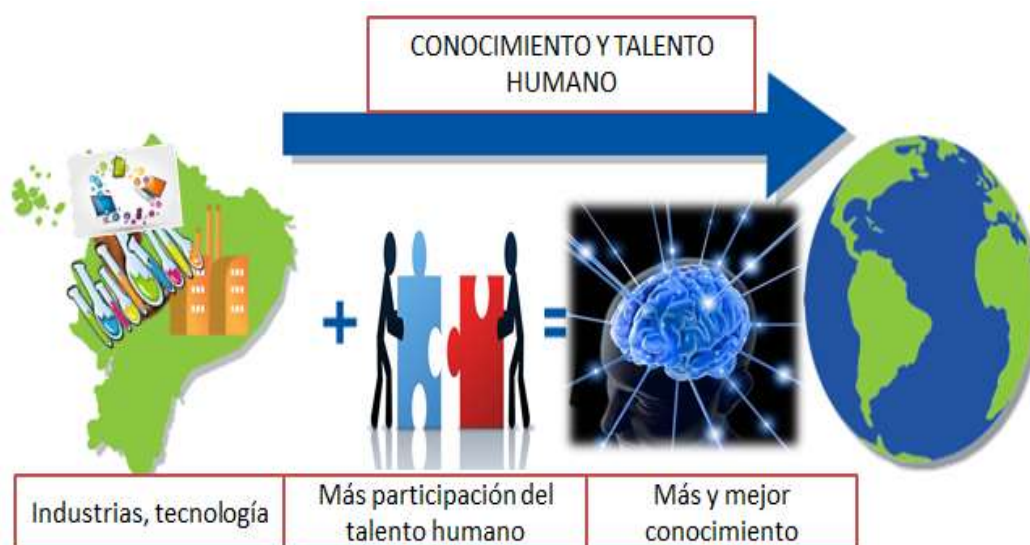 CONOCIMIENTO Y TALENTO
HUMANO
+
=
Industrias, tecnología
Más participación del
talento humano
Más y mejor
conocimiento